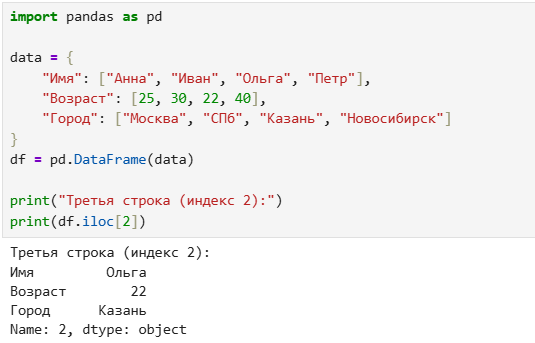 import pandas as pd
data = {
    "Имя": ["Анна", "Иван", "Ольга", "Петр"],
    "Возраст": [25, 30, 22, 40],
    "Город": ["Москва", "СПб", "Казань", "Новосибирск"]
}
df = pd.DataFrame(data)
print("Третья строка (индекс 2):")
print(df.iloc[2])
Третья строка (индекс 2):
Имя         Ольга
Возраст        22
Город      Казань
Name: 2, dtype: object